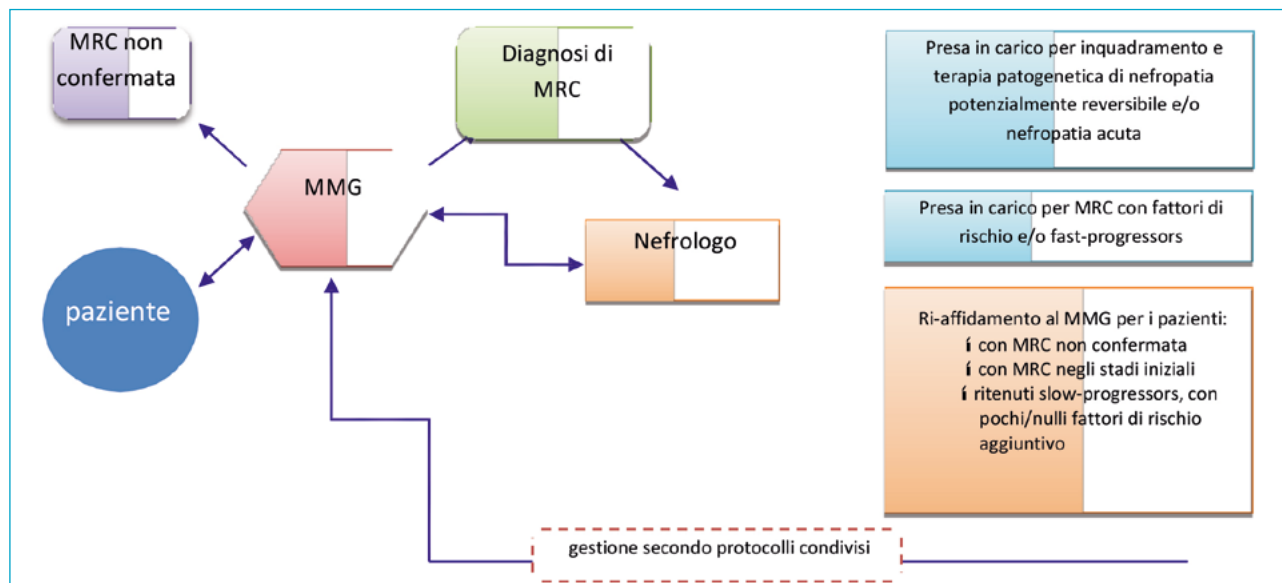 MRC non
confermata
Diagnosi di
MRC
MMG
Nefrologo
paziente
Presa in carico per inquadramento e
terapia patogenetica di nefropatia
potenzialmente reversibile e/o
nefropatia acuta
Presa in carico per MRC con fattori di
rischio e/o fast-progressors
Ri-affidamento al MMG per i pazienti:
í con MRC non confermata
í con MRC negli stadi iniziali
í ritenuti slow-progressors, con
pochi/nulli fattori di rischio
aggiuntivo
gestione secondo protocolli condivisi